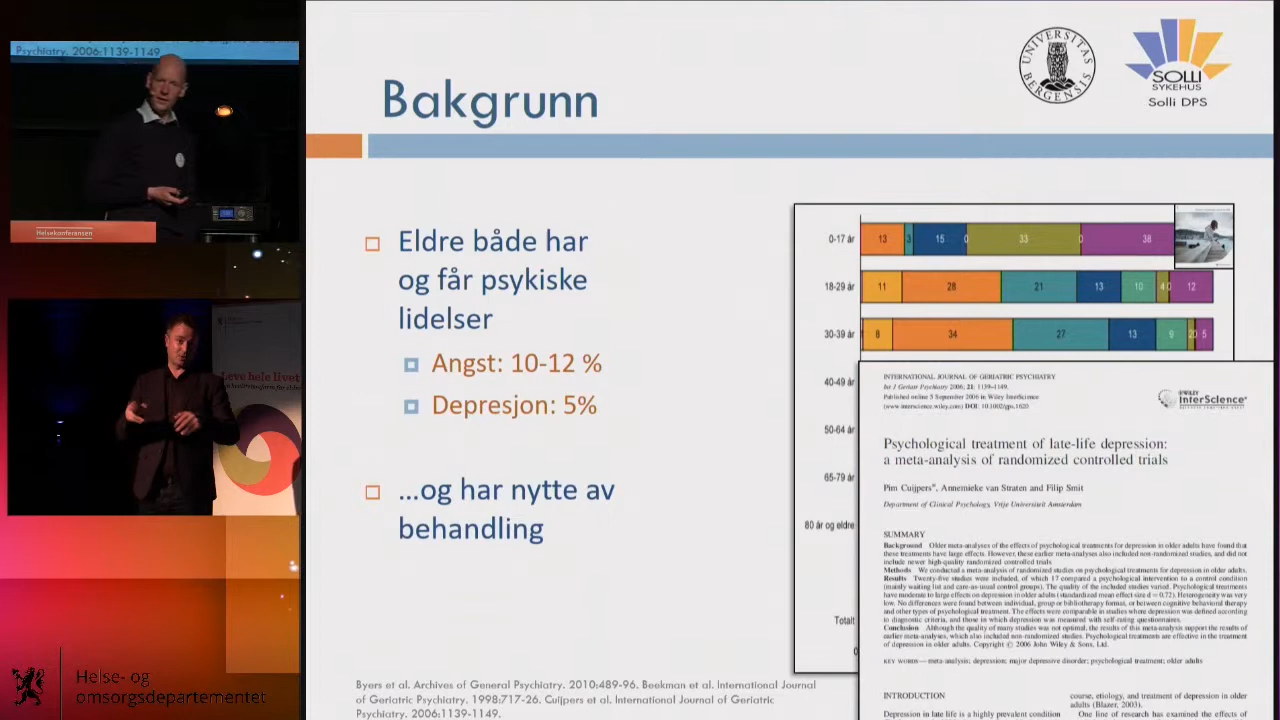 Psychiatry. 2006:1139-1149
Helsekonferansen
Leve hele livet
Helse- og
omsorgsdepartementet
Bakgrunn
UNIVERSITAS
BERGENSIS
SOLLI
SYKEHUS
Solli DPS
Eldre både har
og får psykiske
lidelser
Angst: 10-12 %
Depresjon: 5%
...og har nytte av
behandling
0-17 år 13 3 15 0 33 0 38
18-29 år 11 28 21 13 10 4 0 12
30-39 år 8 34 27 13 9 2 0 5
40-49 år
50-64 år
65-79 år
80 år og eldre
Totalt
0
INTERNATIONAL JOURNAL OF GERIATRIC PSYCHIATRY
Int J Geriatr Psychiatry 2006; 21: 1139–1149.
Published online 5 September 2006 in Wiley InterScience
(www.interscience.wiley.com) DOI: 10.1002/gps.1620
WILEY
InterScience®
Psychological treatment of late-life depression:
a meta-analysis of randomized controlled trials
Pim Cuijpers*, Annemieke van Straten and Filip Smit
Department of Clinical Psychology, Vrije Universiteit Amsterdam
SUMMARY
Background Older meta-analyses of the effects of psychological treatments for depression in older adults have found that
these treatments have large effects. However, these earlier meta-analyses also included non-randomized studies, and did not
include newer high-quality randomized controlled trials
Methods We conducted a meta-analysis of randomized studies on psychological treatments for depression in older adults.
Results Twenty-five studies were included, of which 17 compared a psychological intervention to a control condition
(mainly waiting list and care-as-usual control groups). The quality of the included studies varied. Psychological treatments
have moderate to large effects on depression in older adults (standardized mean effect size d = 0.72). Heterogeneity was very
low. No differences were found between individual, group or bibliotherapy format, or between cognitive behavioral therapy
and other types of psychological treatment. The effects were comparable in studies where depression was defined according
to diagnostic criteria, and those in which depression was measured with self-rating questionnaires.
Conclusion Although the quality of many studies was not optimal, the results of this meta-analysis support the results of
earlier meta-analyses, which also included non-randomized studies. Psychological treatments are effective in the treatment
of depression in older adults. Copyright © 2006 John Wiley & Sons, Ltd.
KEY WORDS — meta-analysis; depression; major depressive disorder; psychological treatment; older adults
INTRODUCTION
Depression in late life is a highly prevalent condition
course, etiology, and treatment of depression in older
adults (Blazer, 2003).
One line of research has examined the effects of
Byers et al. Archives of General Psychiatry. 2010:489-96. Beekman et al. International Journal
of Geriatric Psychiatry. 1998:717-26. Cuijpers et al. International Journal of Geriatric
Psychiatry. 2006:1139-1149.